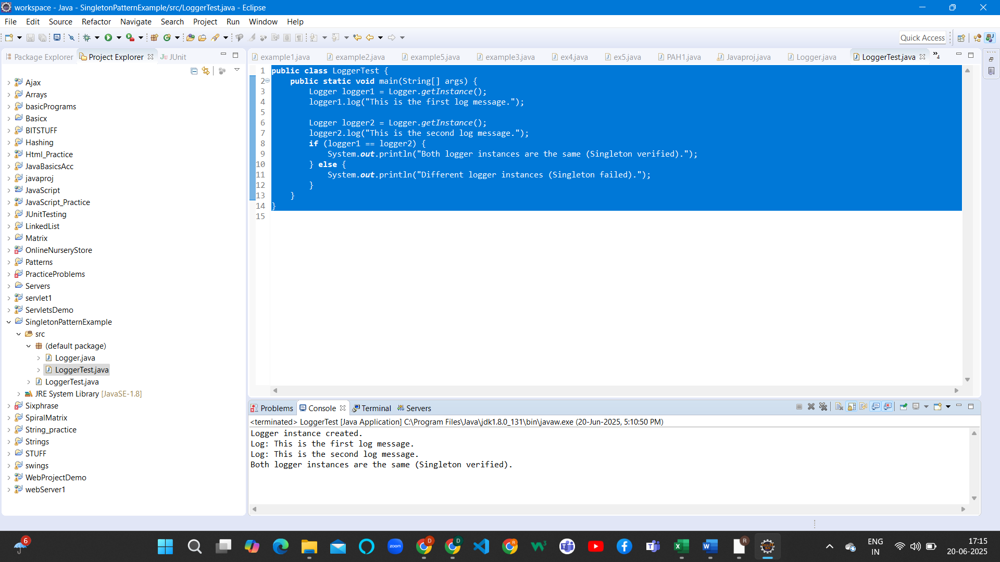 workspace - Java - SingletonPatternExample/src/LoggerTest.java - Eclipse
File Edit Source Refactor Navigate Search Project Run Window Help
Quick Access
Package Explorer Project Explorer JUnit
example1.java example2.java example5.java example3.java ex4.java ex5.java PAH1.java Javaproj.java Logger.java LoggerTest.java »4
Ajax
Arrays
basicPrograms
Basicx
BITSTUFF
Hashing
Html_Practice
JavaBasicsAcc
javaproj
JavaScript
JavaScript_Practice
JUnitTesting
LinkedList
Matrix
OnlineNurseryStore
Patterns
PracticeProblems
Servers
servlet1
ServletsDemo
SingletonPatternExample
src
(default package)
Logger.java
LoggerTest.java
LoggerTest.java
JRE System Library [JavaSE-1.8]
Sixphrase
SpiralMatrix
String_practice
Strings
STUFF
swings
WebProjectDemo
webServer1
1 public class LoggerTest {
2 public static void main(String[] args) {
3 Logger logger1 = Logger.getInstance();
4 logger1.log("This is the first log message.");
5
6 Logger logger2 = Logger.getInstance();
7 logger2.log("This is the second log message.");
8 if (logger1 == logger2) {
9 System.out.println("Both logger instances are the same (Singleton verified).");
10 } else {
11 System.out.println("Different logger instances (Singleton failed).");
12 }
13 }
14 }
15
Problems Console Terminal Servers
<terminated> LoggerTest [Java Application] C:\Program Files\Java\jdk1.8.0_131\bin\javaw.exe (20-Jun-2025, 5:10:50 PM)
Logger instance created.
Log: This is the first log message.
Log: This is the second log message.
Both logger instances are the same (Singleton verified).
6
zoom
D
D
R
R
ENG
IN
17:15
20-06-2025